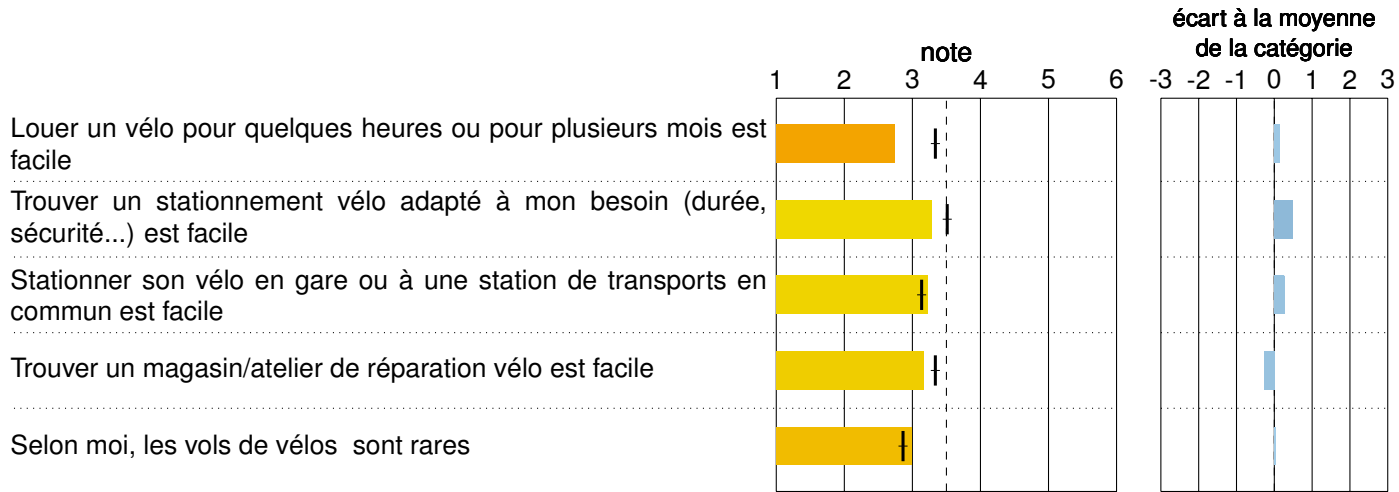 écart à la moyenne
de la catégorie
note
1 2 3 4 5 6 -3 -2 -1 0 1 2 3
Louer un vélo pour quelques heures ou pour plusieurs mois est
facile
Trouver un stationnement vélo adapté à mon besoin (durée,
sécurité...) est facile
Stationner son vélo en gare ou à une station de transports en
commun est facile
Trouver un magasin/atelier de réparation vélo est facile
Selon moi, les vols de vélos sont rares